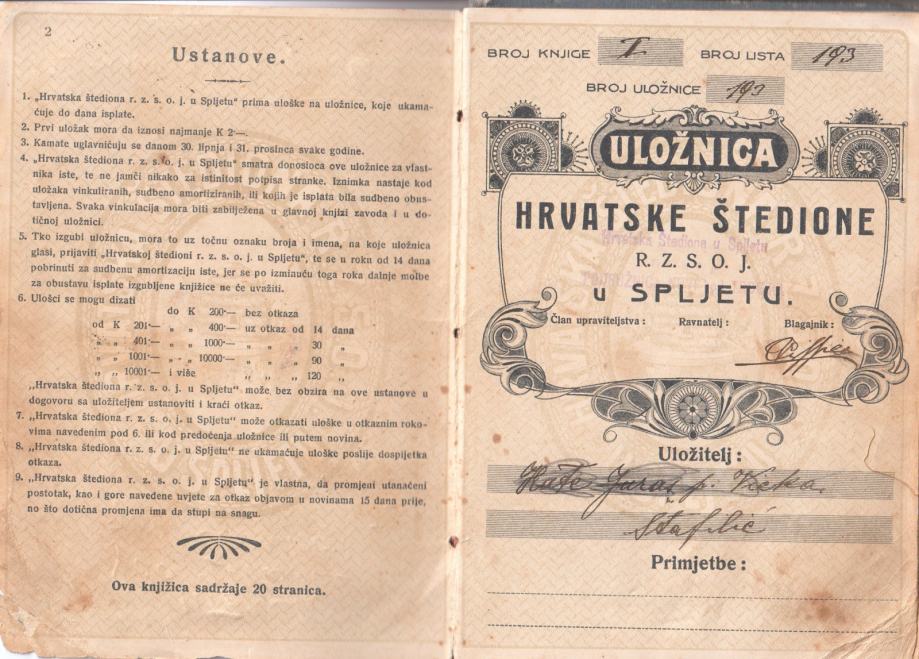 2
Ustanove.
1. „Hrvatska štediona r. z. s. o. j. u Spljetu“ prima uloške na uložnice, koje ukama-
ćuje do dana isplate.
2. Prvi uložak mora da iznosi najmanje K 2·—.
3. Kamate uglavničuju se danom 30. lipnja i 31. prosinca svake godine.
4. „Hrvatska štediona r. z. s. o. j. u Spljetu“ smatra donosioca ove uložnice za vlast-
nika iste, te ne jamči nikako za istinitost potpisa stranke. Iznimka nastaje kod
uložaka vinkuliranih, sudbeno amortiziranih, ili kojih je isplata bila sudbeno obus-
tavljena. Svaka vinkulacija mora biti zabilježena u glavnoj knjizi zavoda i u do-
tičnoj uložnici.
5. Tko izgubi uložnicu, mora to uz točnu oznaku broja i imena, na koje uložnica
glasi, prijaviti „Hrvatskoj štedioni r. z. s. o. j. u Spljetu“, te se u roku od 14 dana
pobrinuti za sudbenu amortizaciju iste, jer se po izminuću toga roka daljne molbe
za obustavu isplate izgubljene knjižice ne će uvažiti.
6. Ulošci se mogu dizati
do K 200·— bez otkaza
od K 201·— „ „ 400·— uz otkaz od 14 dana
„ „ 401·— „ „ 1000·— „ „ „ 30 „
„ „ 1001·— „ „ 10000·— „ „ „ 90 „
„ „ 10001·— i više „ „ „ 120 „
„Hrvatska štediona r. z. s. o. j. u Spljetu“ može bez obzira na ove ustanove u
dogovoru sa uložiteljem ustanoviti i kraći otkaz.
7. „Hrvatska štediona r. z. s. o. j. u Spljetu“ može otkazati uloške u otkaznim roko-
vima navedenim pod 6. ili kod predočenja uložnice ili putem novina.
8. „Hrvatska štediona r. z. s. o. j. u Spljetu“ ne ukamaćuje uloške poslije dospijetka
otkaza.
9. „Hrvatska štediona r. z. s. o. j. u Spljetu“ je vlastna, da promjeni utanačeni
postotak, kao i gore navedene uvjete za otkaz objavom u novinama 15 dana prije,
no što dotična promjena ima da stupi na snagu.
Ova knjižica sadržaje 20 stranica.
BROJ KNJIGE I BROJ LISTA 193
BROJ ULOŽNICE 193
ULOŽNICA
HRVATSKE ŠTEDIONE
Hrvatska Štediona u Spljetu
R. Z. S. O. J.
U SPLJETU.
Član upraviteljstva: Ravnatelj: Blagajnik:
Uložitelj:
Kate Juraj p. Vicka
Stafilić
Primjetbe: